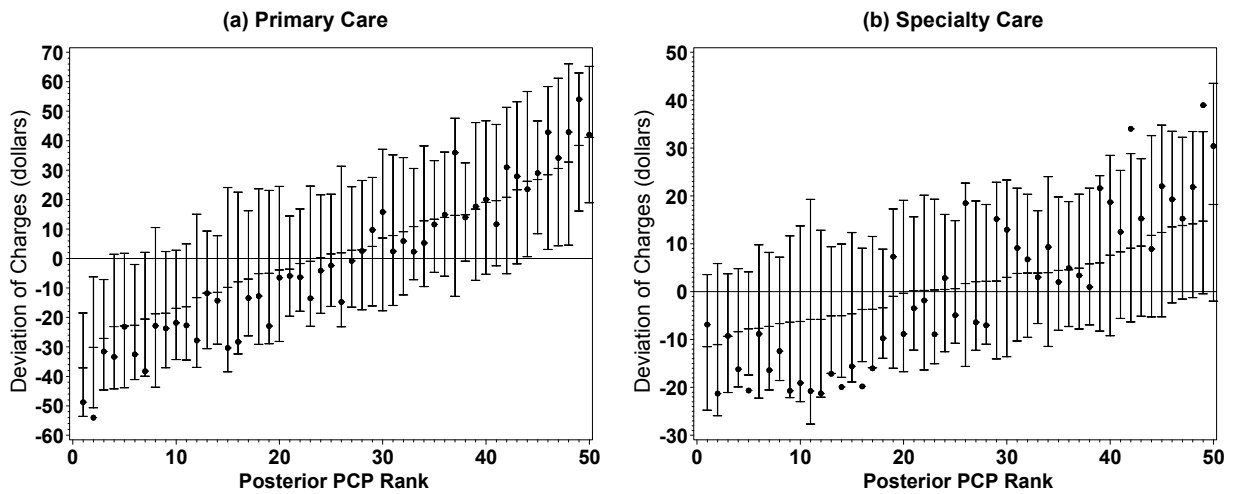 (a) Primary Care
Deviation of Charges (dollars)
70
60
50
40
30
20
10
0
-10
-20
-30
-40
-50
-60
0 10 20 30 40 50
Posterior PCP Rank
(b) Specialty Care
Deviation of Charges (dollars)
50
40
30
20
10
0
-10
-20
-30
0 10 20 30 40 50
Posterior PCP Rank